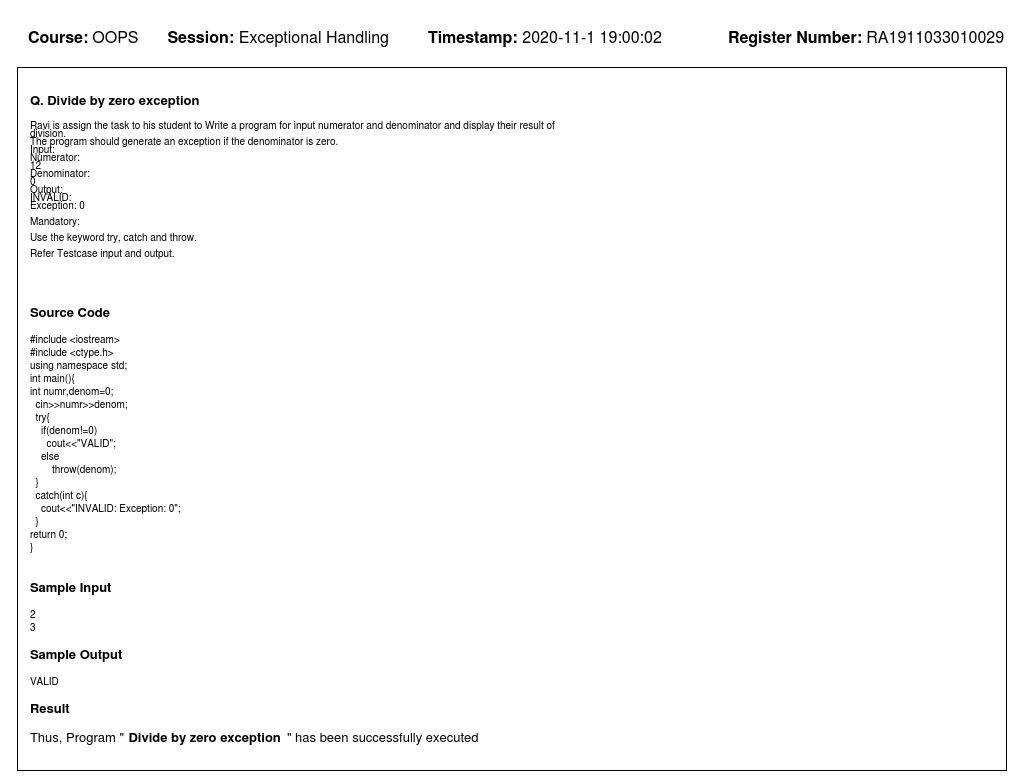 Course: OOPS Session: Exceptional Handling Timestamp: 2020-11-1 19:00:02 Register Number: RA1911033010029
Q. Divide by zero exception
Ravi is assign the task to his student to Write a program for input numerator and denominator and display their result of
division.
The program should generate an exception if the denominator is zero.
Input:
Numerator:
12
Denominator:
0
Output:
INVALID:
Exception: 0
Mandatory:
Use the keyword try, catch and throw.
Refer Testcase input and output.
Source Code
#include <iostream>
#include <ctype.h>
using namespace std;
int main(){
int numr,denom=0;
cin>>numr>>denom;
try{
if(denom!=0)
cout<<"VALID";
else
throw(denom);
}
catch(int c){
cout<<"INVALID: Exception: 0";
}
return 0;
}
Sample Input
2
3
Sample Output
VALID
Result
Thus, Program " Divide by zero exception " has been successfully executed